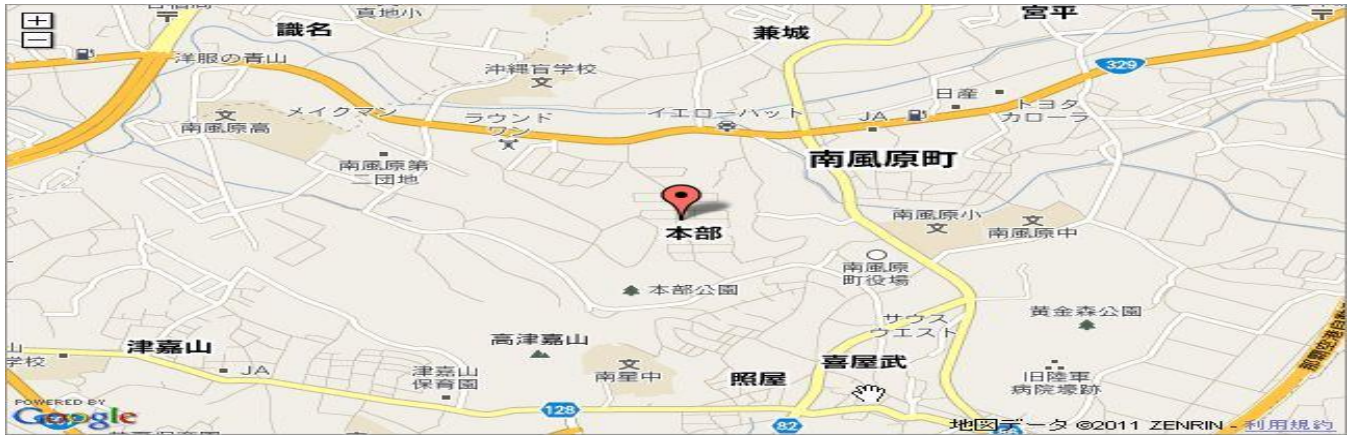 +
−
識名
真地小
兼城
宮平
洋服の青山
沖縄盲学校
329
日産
トヨタ
カローラ
JA
イエローハット
メイクマン
ラウンド
ワン
南風原高
南風原第
二団地
南風原町
本部
南風原小
南風原中
南風原
町役場
本部公園
サウス
ウエスト
黄金森公園
高津嘉山
津嘉山
学校
JA
津嘉山
保育園
南星中
照屋
喜屋武
旧陸軍
病院壕跡
128
82
POWERED BY
Google
地図データ ©2011 ZENRIN - 利用規約